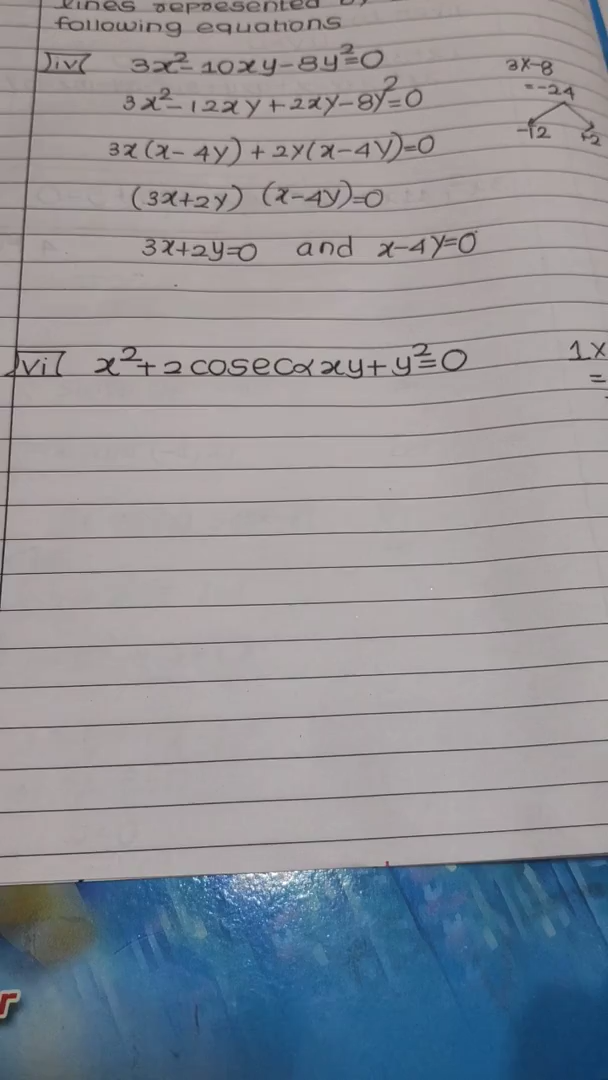 lines represented
following equations
iv] 3x²-10xy-8y²=0
3x-8
=-24
-12 +2
3x²-12xy+2xy-8y²=0
3x(x-4y)+2y(x-4y)=0
(3x+2y) (x-4y)=0
3x+2y=0 and x-4y=0
vi] x²+2cosecα xy+y²=0
1x
=
r